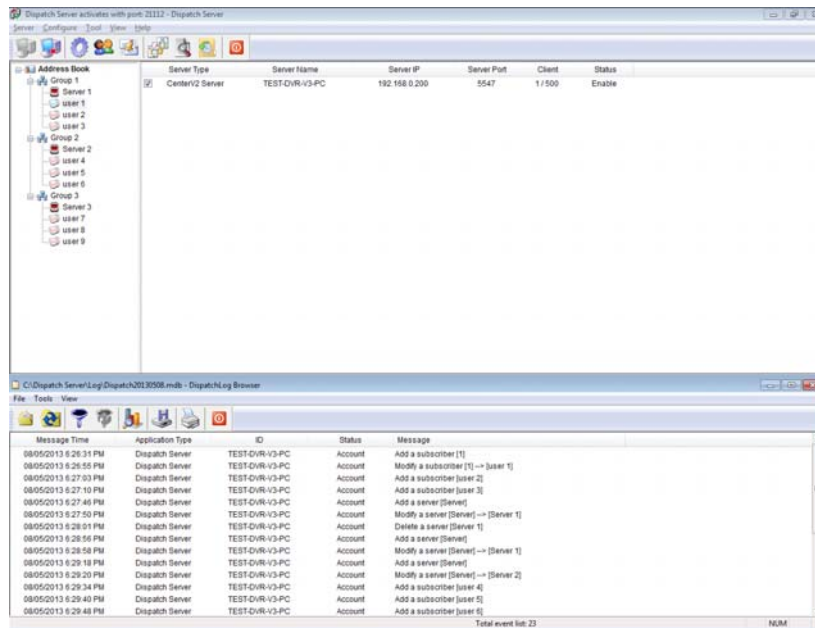 Dispatch Server activates with port: 21112 - Dispatch Server
Server Configure Tool View Help
Address Book
Group 1
Server 1
user 1
user 2
user 3
Group 2
Server 2
user 4
user 5
user 6
Group 3
Server 3
user 7
user 8
user 9
Server Type Server Name Server IP Server Port Client Status
CenterV2 Server TEST-DVR-V3-PC 192.168.0.200 5547 1 / 500 Enable
C:\Dispatch Server\Log\Dispatch20130508.mdb - DispatchLog Browser
File Tools View
Message Time Application Type ID Status Message
08/05/2013 6:26:31 PM Dispatch Server TEST-DVR-V3-PC Account Add a subscriber [1]
08/05/2013 6:26:55 PM Dispatch Server TEST-DVR-V3-PC Account Modify a subscriber [1] --> [user 1]
08/05/2013 6:27:03 PM Dispatch Server TEST-DVR-V3-PC Account Add a subscriber [user 2]
08/05/2013 6:27:10 PM Dispatch Server TEST-DVR-V3-PC Account Add a subscriber [user 3]
08/05/2013 6:27:46 PM Dispatch Server TEST-DVR-V3-PC Account Add a server [Server]
08/05/2013 6:27:50 PM Dispatch Server TEST-DVR-V3-PC Account Modify a server [Server] --> [Server 1]
08/05/2013 6:28:01 PM Dispatch Server TEST-DVR-V3-PC Account Delete a server [Server 1]
08/05/2013 6:28:56 PM Dispatch Server TEST-DVR-V3-PC Account Add a server [Server]
08/05/2013 6:28:58 PM Dispatch Server TEST-DVR-V3-PC Account Modify a server [Server] --> [Server 1]
08/05/2013 6:29:18 PM Dispatch Server TEST-DVR-V3-PC Account Add a server [Server]
08/05/2013 6:29:20 PM Dispatch Server TEST-DVR-V3-PC Account Modify a server [Server] --> [Server 2]
08/05/2013 6:29:34 PM Dispatch Server TEST-DVR-V3-PC Account Add a subscriber [user 4]
08/05/2013 6:29:40 PM Dispatch Server TEST-DVR-V3-PC Account Add a subscriber [user 5]
08/05/2013 6:29:48 PM Dispatch Server TEST-DVR-V3-PC Account Add a subscriber [user 6]
Total event list: 23 NUM